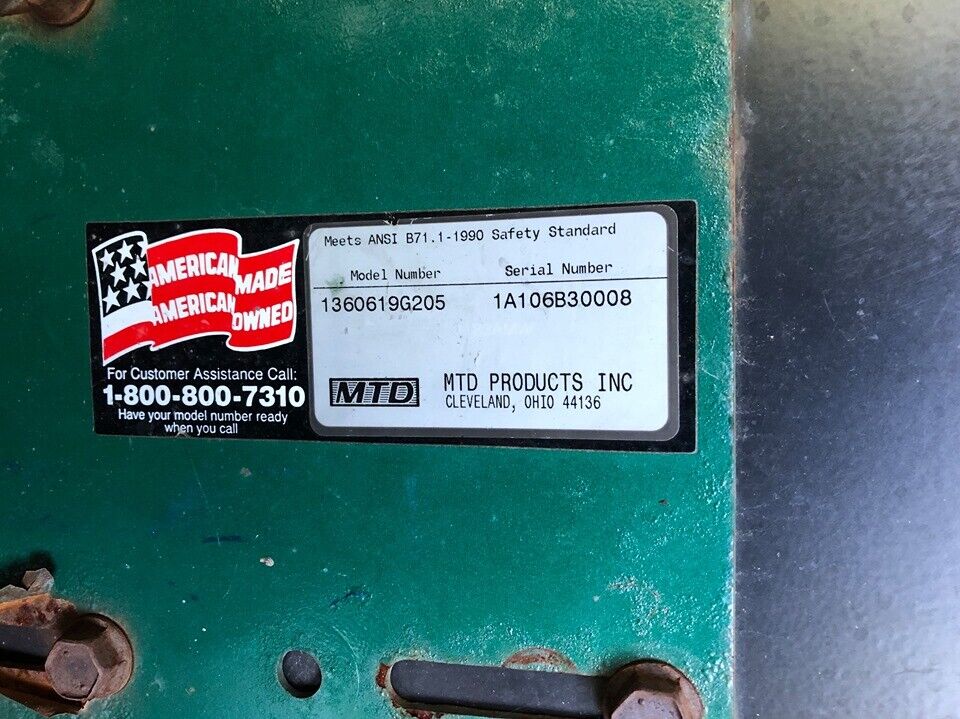 AMERICAN MADE
AMERICAN OWNED
For Customer Assistance Call:
1-800-800-7310
Have your model number ready
when you call
Meets ANSI B71.1-1990 Safety Standard
Model Number Serial Number
1360619G205 1A106B30008
MTD MTD PRODUCTS INC
CLEVELAND, OHIO 44136